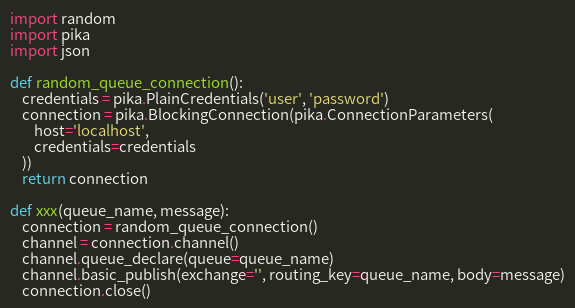 import random
import pika
import json

def random_queue_connection():
    credentials = pika.PlainCredentials('user', 'password')
    connection = pika.BlockingConnection(pika.ConnectionParameters(
        host='localhost',
        credentials=credentials
    ))
    return connection

def xxx(queue_name, message):
    connection = random_queue_connection()
    channel = connection.channel()
    channel.queue_declare(queue=queue_name)
    channel.basic_publish(exchange='', routing_key=queue_name, body=message)
    connection.close()